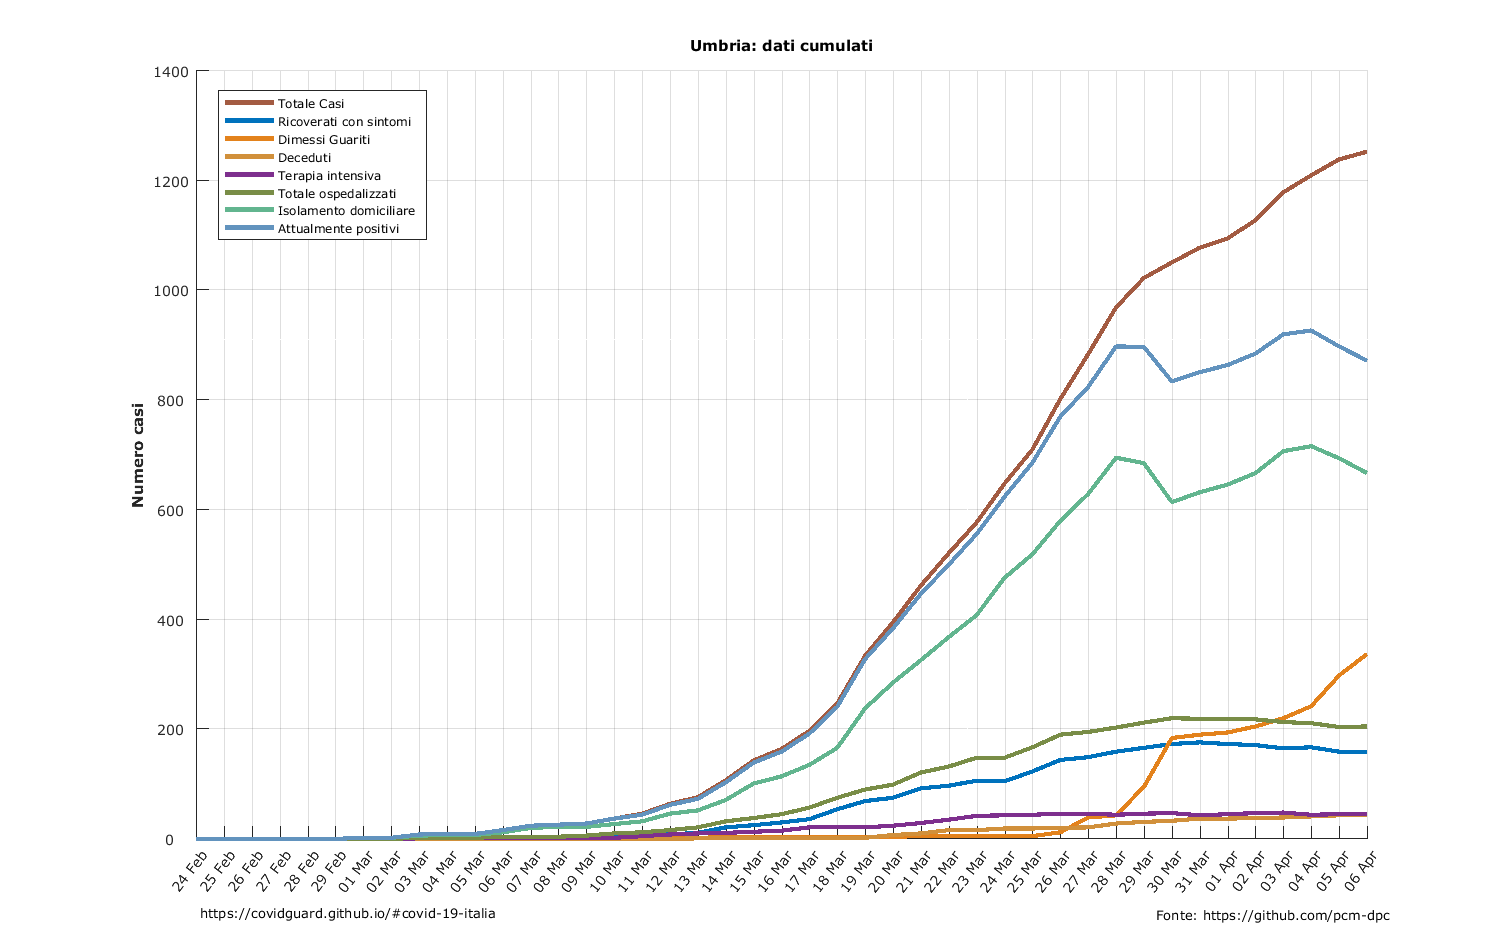 Umbria: dati cumulati
1400
1200
1000
800
600
400
200
0
Numero casi
Totale Casi
Ricoverati con sintomi
Dimessi Guariti
Deceduti
Terapia intensiva
Totale ospedalizzati
Isolamento domiciliare
Attualmente positivi
24 Feb
25 Feb
26 Feb
27 Feb
28 Feb
29 Feb
01 Mar
02 Mar
03 Mar
04 Mar
05 Mar
06 Mar
07 Mar
08 Mar
09 Mar
10 Mar
11 Mar
12 Mar
13 Mar
14 Mar
15 Mar
16 Mar
17 Mar
18 Mar
19 Mar
20 Mar
21 Mar
22 Mar
23 Mar
24 Mar
25 Mar
26 Mar
27 Mar
28 Mar
29 Mar
30 Mar
31 Mar
01 Apr
02 Apr
03 Apr
04 Apr
05 Apr
06 Apr
https://covidguard.github.io/#covid-19-italia
Fonte: https://github.com/pcm-dpc